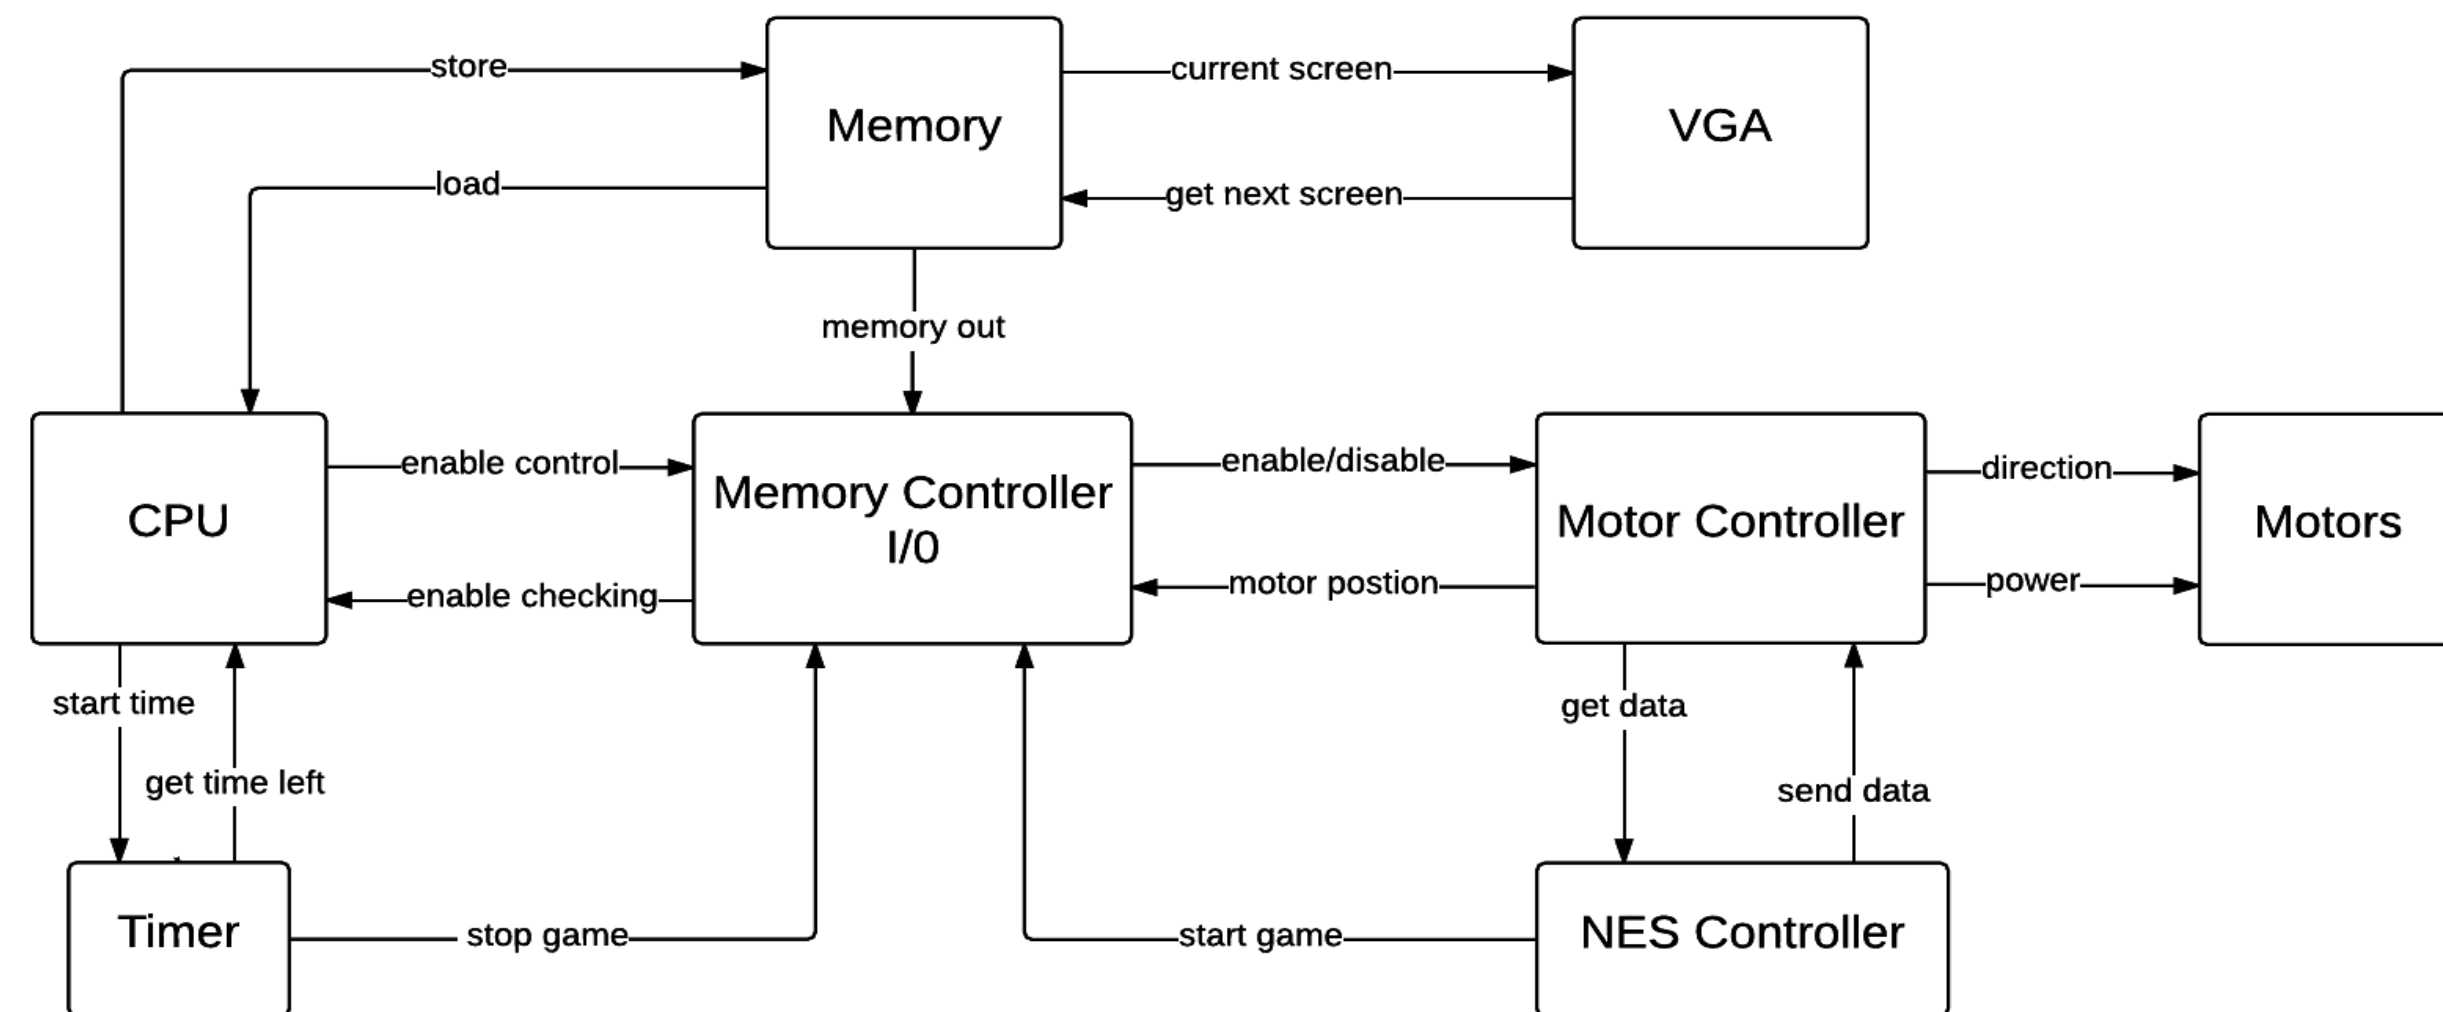 store
Memory
current screen
VGA
load
get next screen
memory out
CPU
enable control
Memory Controller
I/0
enable/disable
Motor Controller
direction
Motors
enable checking
motor postion
power
start time
get time left
get data
send data
Timer
stop game
start game
NES Controller